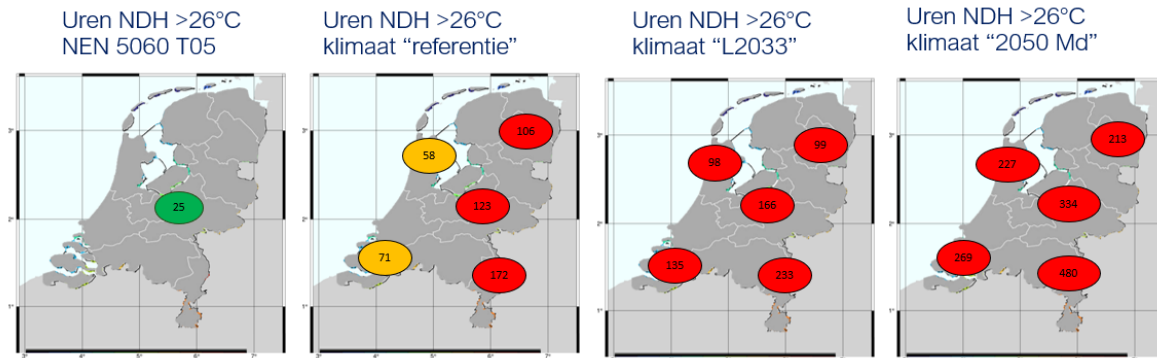 Uren NDH >26°C
NEN 5060 T05
Uren NDH >26°C
klimaat “referentie”
Uren NDH >26°C
klimaat “L2033”
Uren NDH >26°C
klimaat “2050 Md”
25
106
58
123
71
172
99
98
166
135
233
213
227
334
269
480